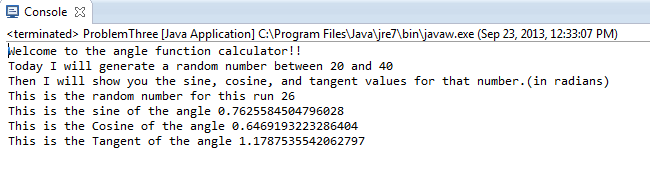 Console
<terminated> ProblemThree [Java Application] C:\Program Files\Java\jre7\bin\javaw.exe (Sep 23, 2013, 12:33:07 PM)
Welcome to the angle function calculator!!
Today I will generate a random number between 20 and 40
Then I will show you the sine, cosine, and tangent values for that number.(in radians)
This is the random number for this run 26
This is the sine of the angle 0.7625584504796028
This is the Cosine of the angle 0.6469193223286404
This is the Tangent of the angle 1.1787535542062797